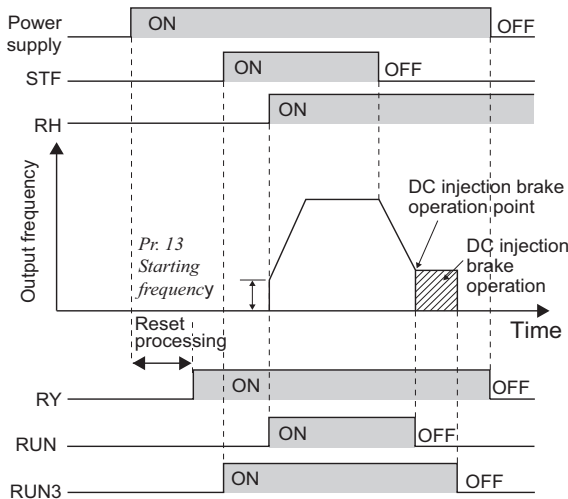 Power
supply
ON
OFF
STF
ON
OFF
RH
ON
Output frequency
Pr. 13
Starting
frequency
DC injection brake
operation point
DC injection
brake
operation
Time
Reset
processing
RY
ON
OFF
RUN
ON
OFF
RUN3
ON
OFF